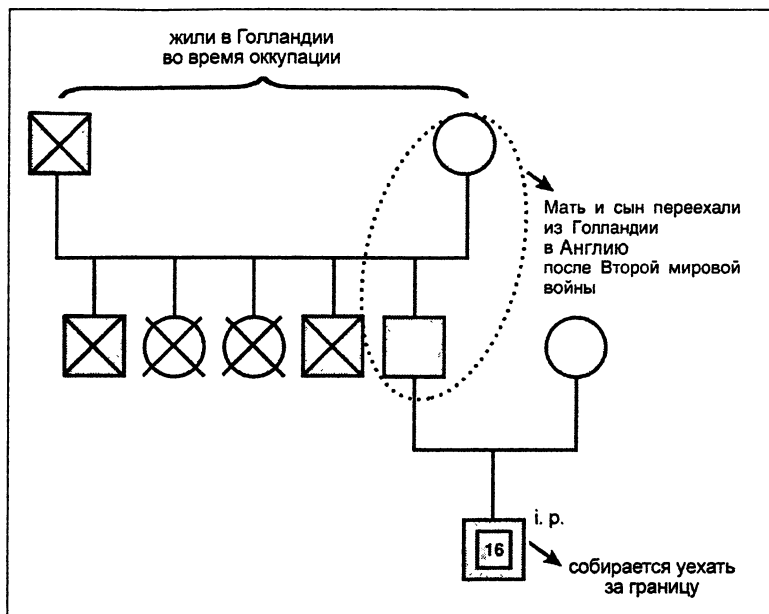 жили в Голландии
во время оккупации
Мать и сын переехали
из Голландии
в Англию
после Второй мировой
войны
i. p.
16
собирается уехать
за границу